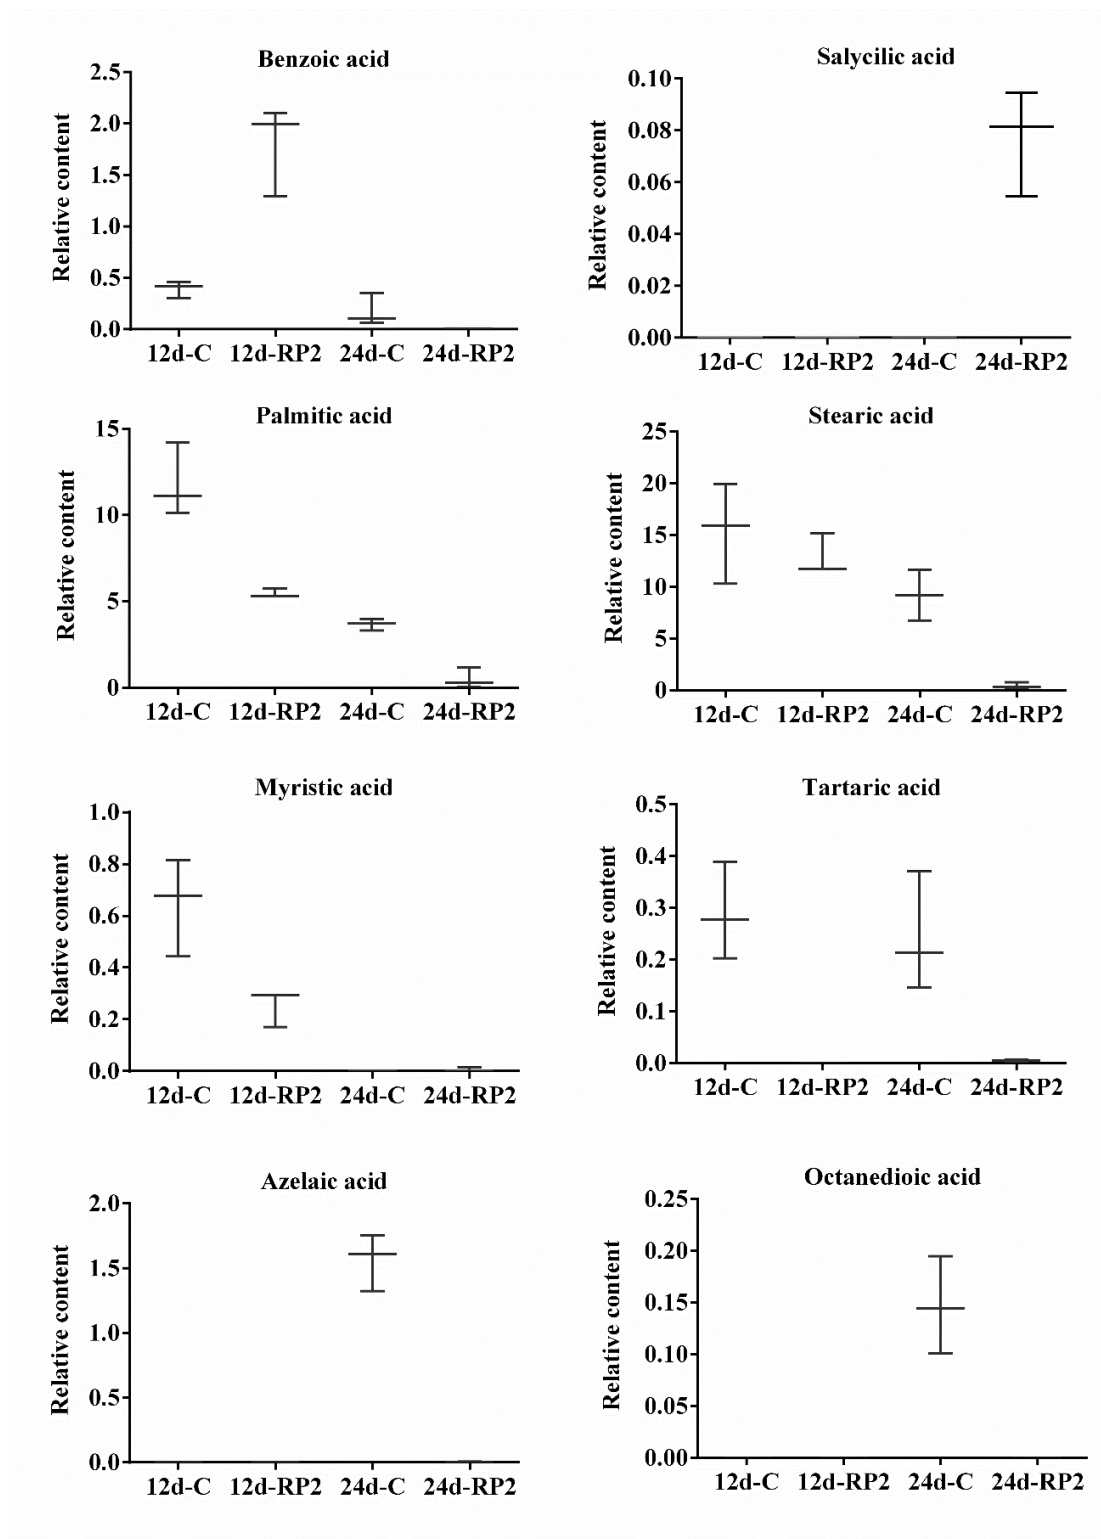 Benzoic acid
Relative content
2.5
2.0
1.5
1.0
0.5
0.0
12d-C 12d-RP2 24d-C 24d-RP2
Salycilic acid
Relative content
0.10
0.08
0.06
0.04
0.02
0.00
12d-C 12d-RP2 24d-C 24d-RP2
Palmitic acid
Relative content
15
10
5
0
12d-C 12d-RP2 24d-C 24d-RP2
Stearic acid
Relative content
25
20
15
10
5
0
12d-C 12d-RP2 24d-C 24d-RP2
Myristic acid
Relative content
1.0
0.8
0.6
0.4
0.2
0.0
12d-C 12d-RP2 24d-C 24d-RP2
Tartaric acid
Relative content
0.5
0.4
0.3
0.2
0.1
0.0
12d-C 12d-RP2 24d-C 24d-RP2
Azelaic acid
Relative content
2.0
1.5
1.0
0.5
0.0
12d-C 12d-RP2 24d-C 24d-RP2
Octanedioic acid
Relative content
0.25
0.20
0.15
0.10
0.05
0.00
12d-C 12d-RP2 24d-C 24d-RP2